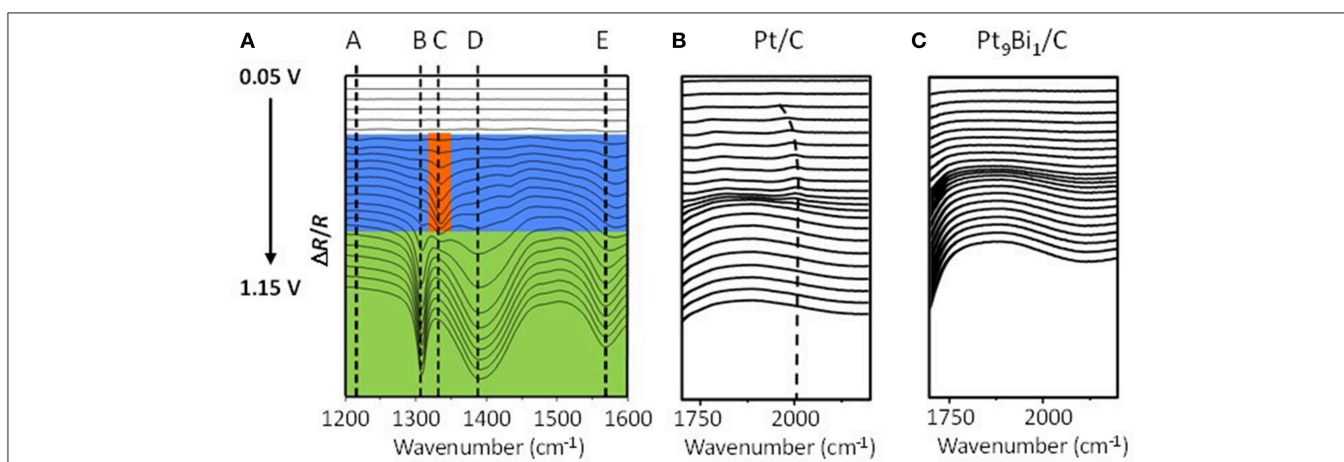 A
A B C D E
0.05 V
1.15 V
ΔR/R
1200 1300 1400 1500 1600
Wavenumber (cm⁻¹)
B
Pt/C
1750 2000
Wavenumber (cm⁻¹)
C
Pt₉Bi₁/C
1750 2000
Wavenumber (cm⁻¹)